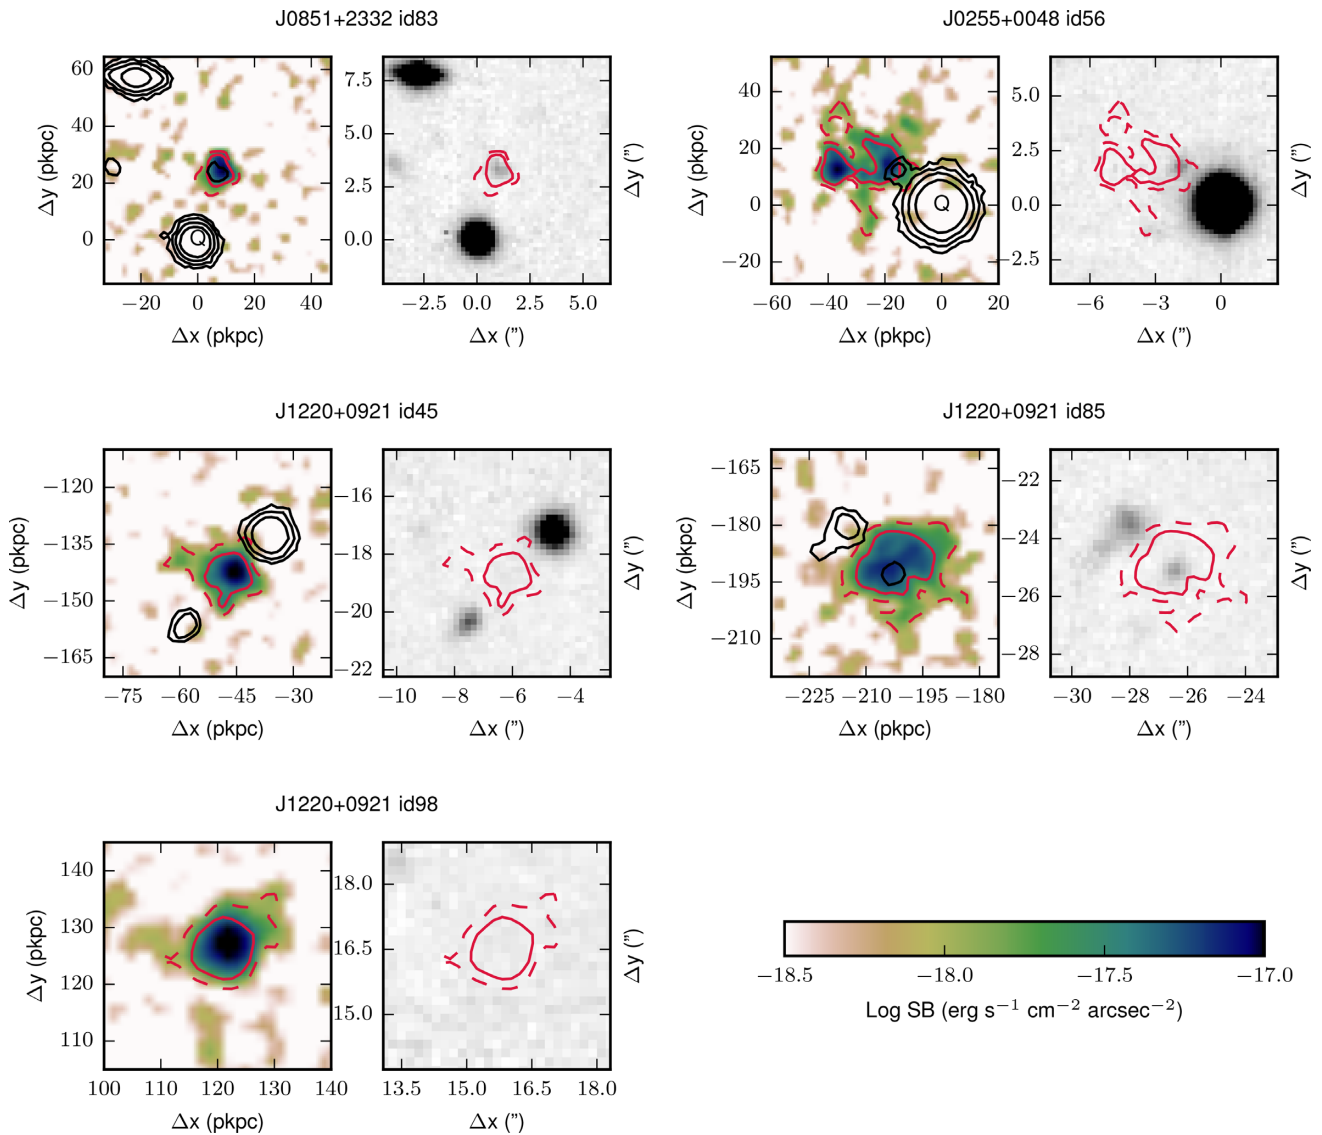 J0851+2332 id83
J0255+0048 id56
60
40
20
0
Δy (pkpc)
Q
−20 0 20 40
Δx (pkpc)
7.5
5.0
2.5
0.0
Δy (")
−2.5 0.0 2.5 5.0
Δx (")
40
20
0
−20
Δy (pkpc)
Q
−60 −40 −20 0 20
Δx (pkpc)
5.0
2.5
0.0
−2.5
Δy (")
−6 −3 0
Δx (")
J1220+0921 id45
J1220+0921 id85
−120
−135
−150
−165
Δy (pkpc)
−75 −60 −45 −30
Δx (pkpc)
−16
−18
−20
−22
Δy (")
−10 −8 −6 −4
Δx (")
−165
−180
−195
−210
Δy (pkpc)
−225 −210 −195 −180
Δx (pkpc)
−22
−24
−26
−28
Δy (")
−30 −28 −26 −24
Δx (")
J1220+0921 id98
140
130
120
110
Δy (pkpc)
100 110 120 130 140
Δx (pkpc)
18.0
16.5
15.0
Δy (")
13.5 15.0 16.5 18.0
Δx (")
−18.5 −18.0 −17.5 −17.0
Log SB (erg s⁻¹ cm⁻² arcsec⁻²)